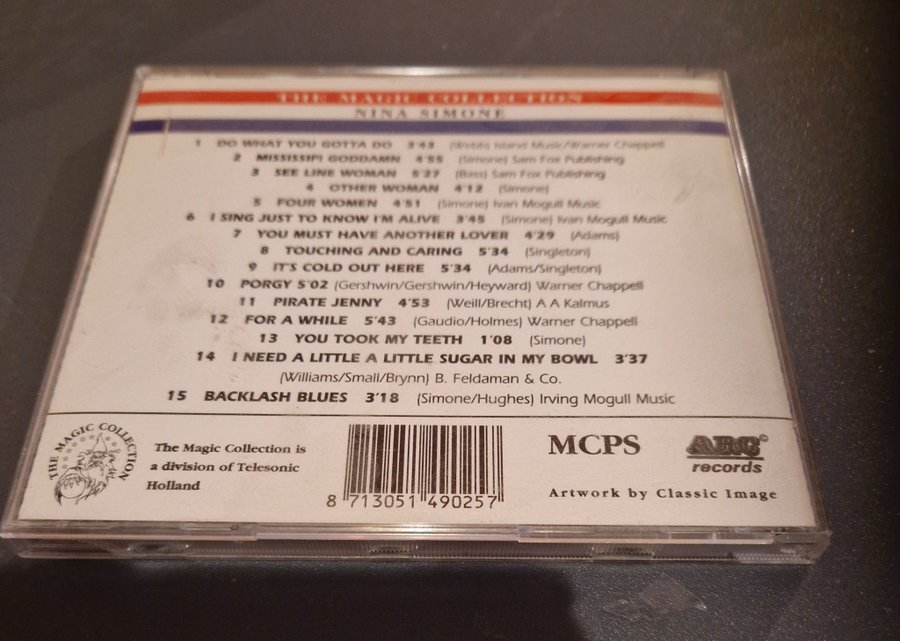 THE MAGIC COLLECTION
NINA SIMONE
1 DO WHAT YOU GOTTA DO 3'43 (Webb) Island Music/Warner Chappell
2 MISSISSIPI GODDAMN 4'55 (Simone) Sam Fox Publishing
3 SEE LINE WOMAN 5'27 (Bass) Sam Fox Publishing
4 OTHER WOMAN 4'12 (Simone)
5 FOUR WOMEN 4'51 (Simone) Ivan Mogull Music
6 I SING JUST TO KNOW I'M ALIVE 3'45 (Simone) Ivan Mogull Music
7 YOU MUST HAVE ANOTHER LOVER 4'29 (Adams)
8 TOUCHING AND CARING 5'34 (Singleton)
9 IT'S COLD OUT HERE 5'34 (Adams/Singleton)
10 PORGY 5'02 (Gershwin/Gershwin/Heyward) Warner Chappell
11 PIRATE JENNY 4'53 (Weill/Brecht) A A Kalmus
12 FOR A WHILE 5'43 (Gaudio/Holmes) Warner Chappell
13 YOU TOOK MY TEETH 1'08 (Simone)
14 I NEED A LITTLE A LITTLE SUGAR IN MY BOWL 3'37
(Williams/Small/Brynn) B. Feldaman & Co.
15 BACKLASH BLUES 3'18 (Simone/Hughes) Irving Mogull Music
THE MAGIC COLLECTION
The Magic Collection is
a division of Telesonic
Holland
8 713051 490257
MCPS
ARC©
records
Artwork by Classic Image